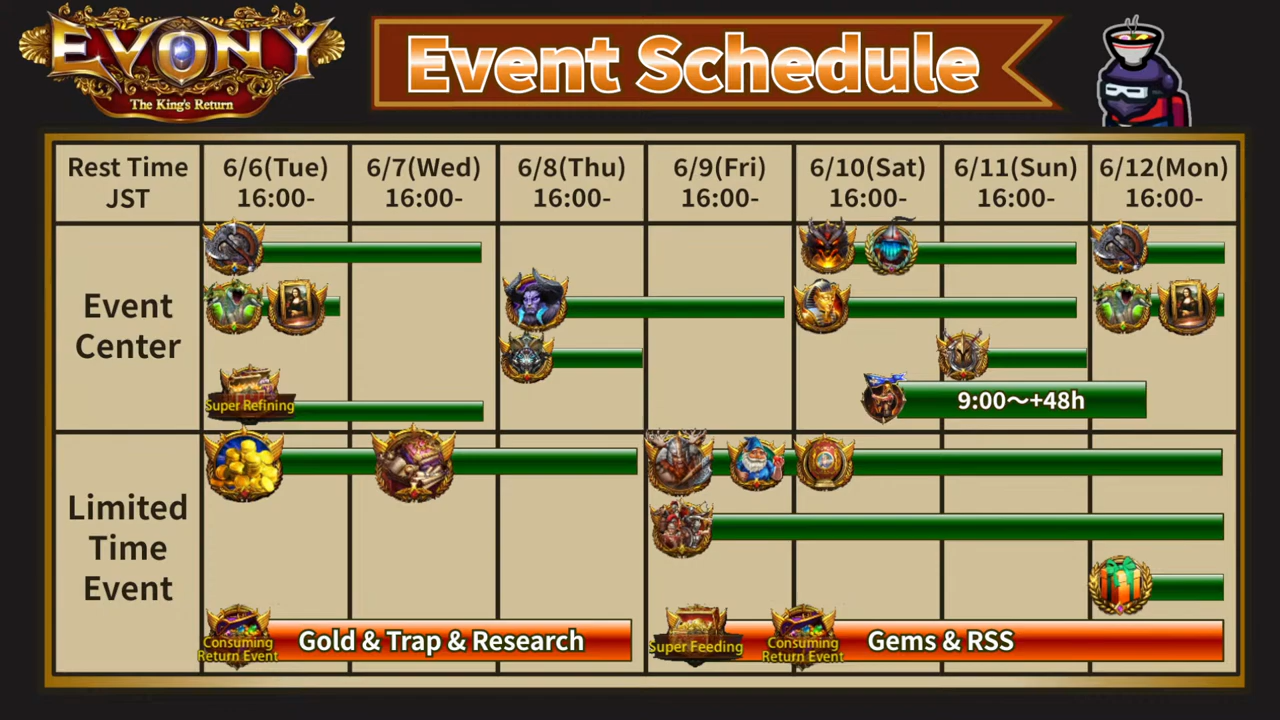 EVONY
The King's Return
Event Schedule
Rest Time
JST
6/6(Tue)
16:00-
6/7(Wed)
16:00-
6/8(Thu)
16:00-
6/9(Fri)
16:00-
6/10(Sat)
16:00-
6/11(Sun)
16:00-
6/12(Mon)
16:00-
Event
Center
Super Refining
9:00〜+48h
Limited
Time
Event
Consuming
Return Event
Gold & Trap & Research
Super Feeding
Consuming
Return Event
Gems & RSS